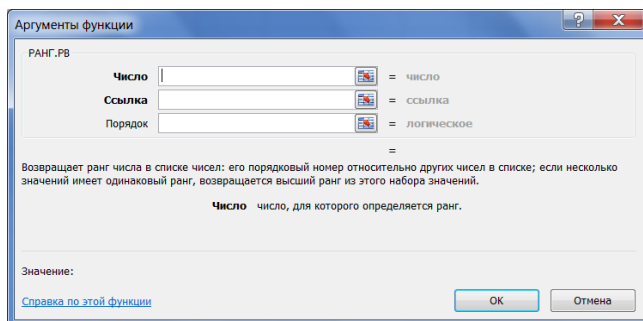 Аргументы функции
РАНГ.РВ
Число = число
Ссылка = ссылка
Порядок = логическое
=
Возвращает ранг числа в списке чисел: его порядковый номер относительно других чисел в списке; если несколько
значений имеет одинаковый ранг, возвращается высший ранг из этого набора значений.
Число число, для которого определяется ранг.
Значение:
Справка по этой функции
ОК
Отмена